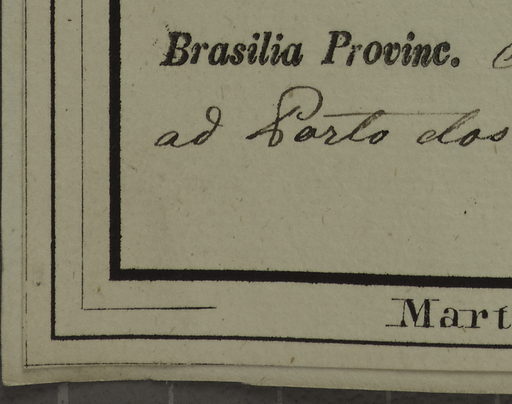 Brasilia Provinc.
ad Porto dos
Mart